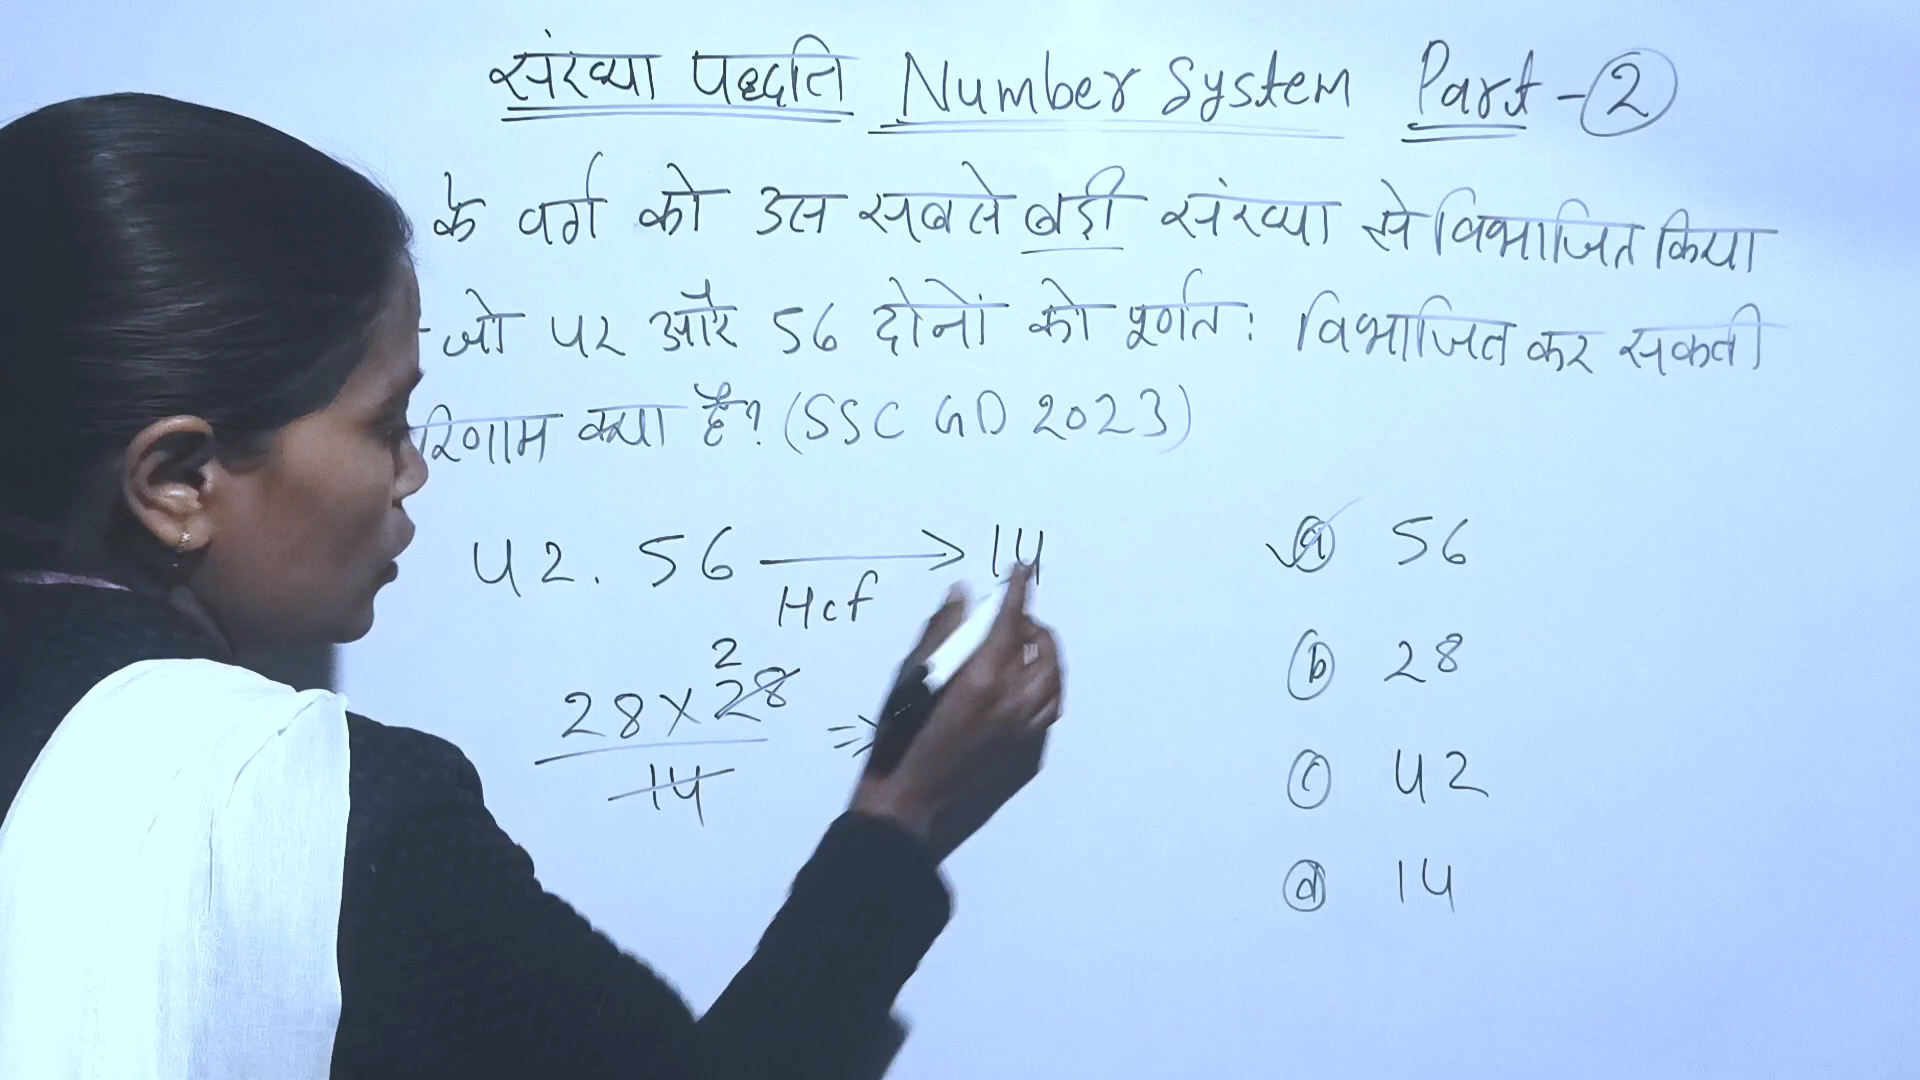 संख्या पद्धति Number System Part-②
के वर्ग को उस सबसे बड़ी संख्या से विभाजित किया
जो 42 और 56 दोनों को पूर्णत: विभाजित कर सकती
रिणाम क्या है? (SSC GD 2023)
42. 56 → 14
Hcf
2
28 × 28
14
⇒
ⓐ 56
ⓑ 28
ⓒ 42
ⓓ 14